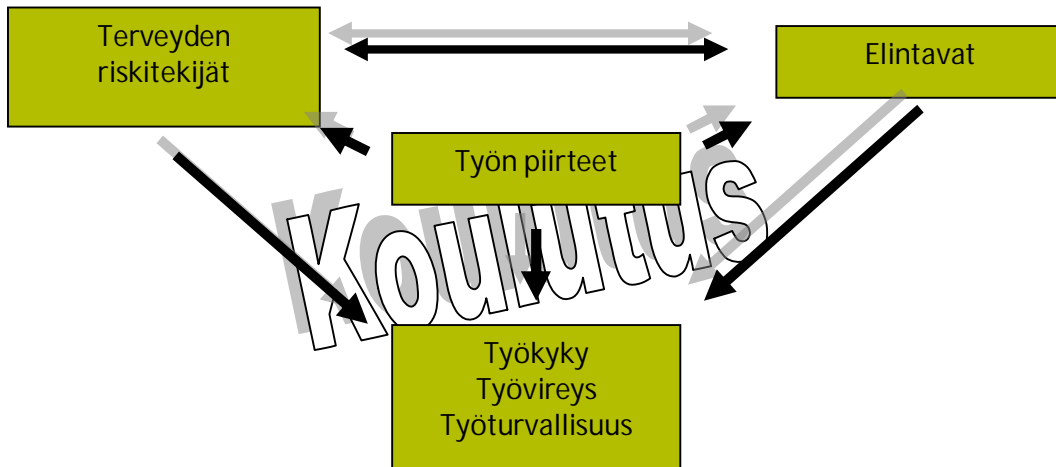 Terveyden
riskitekijät
Elintavat
Työn piirteet
Koulutus
Työkyky
Työvireys
Työturvallisuus